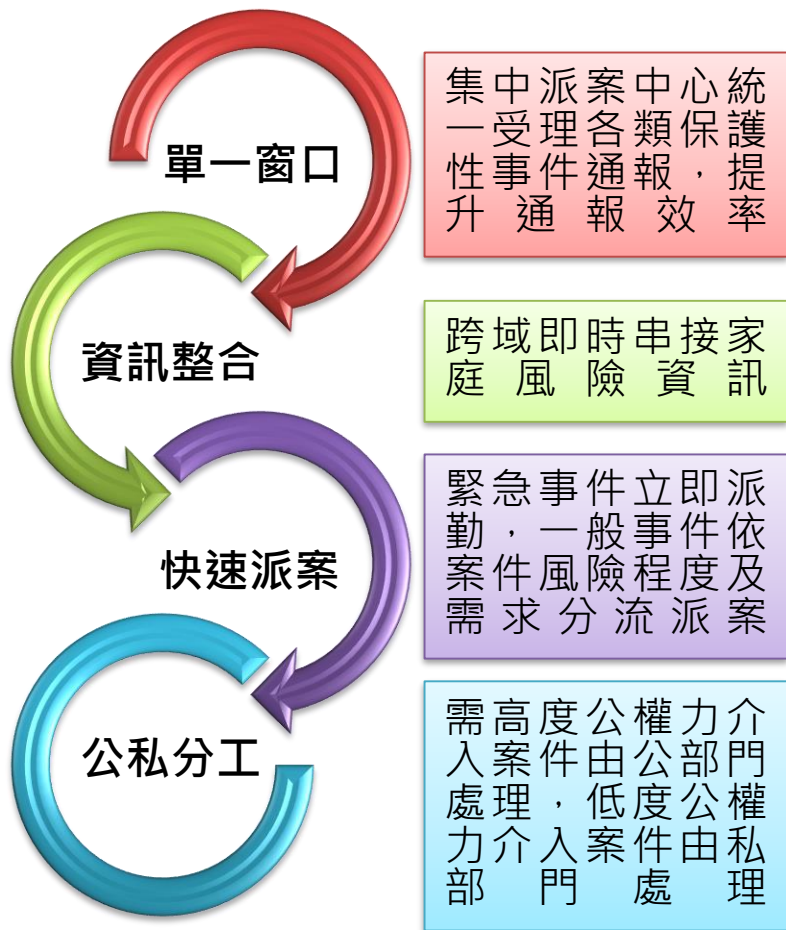 單一窗口
集中派案中心統
一受理各類保護
性事件通報，提
升通報效率
資訊整合
跨域即時串接家
庭風險資訊
快速派案
緊急事件立即派
勤，一般事件依
案件風險程度及
需求分流派案
公私分工
需高度公權力介
入案件由公部門
處理，低度公權
力介入案件由私
部門處理